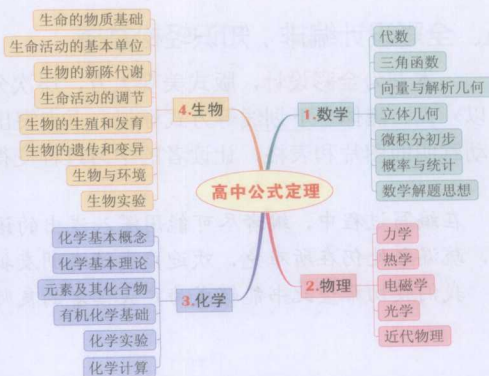 高中公式定理
1.数学
代数
三角函数
向量与解析几何
立体几何
微积分初步
概率与统计
数学解题思想
2.物理
力学
热学
电磁学
光学
近代物理
3.化学
化学基本概念
化学基本理论
元素及其化合物
有机化学基础
化学实验
化学计算
4.生物
生命的物质基础
生命活动的基本单位
生物的新陈代谢
生命活动的调节
生物的生殖和发育
生物的遗传和变异
生物与环境
生物实验